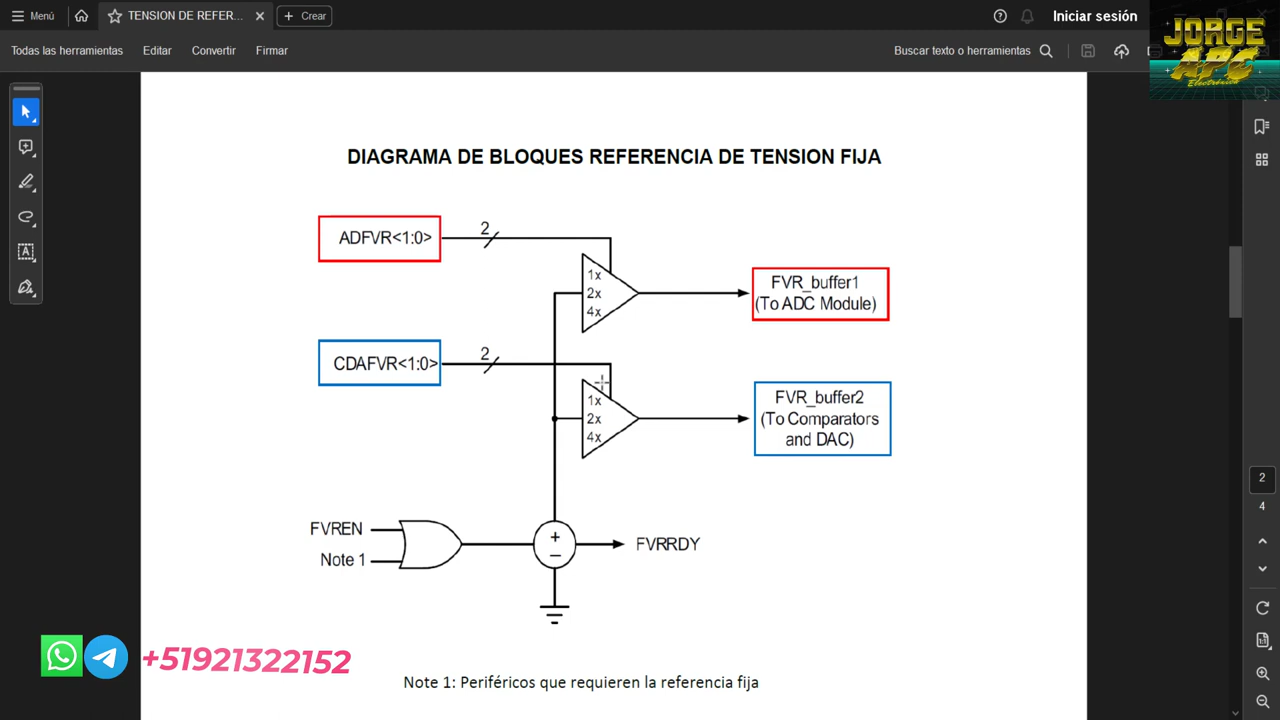 Menú
TENSION DE REFER...
Crear
Iniciar sesión
JORGE
APC
Electrónica
Todas las herramientas
Editar
Convertir
Firmar
Buscar texto o herramientas
DIAGRAMA DE BLOQUES REFERENCIA DE TENSION FIJA
ADFVR<1:0>
2
1x
2x
4x
FVR_buffer1
(To ADC Module)
CDAFVR<1:0>
2
1x
2x
4x
FVR_buffer2
(To Comparators
and DAC)
2
4
FVREN
Note 1
+
–
FVRRDY
+51921322152
Note 1: Periféricos que requieren la referencia fija